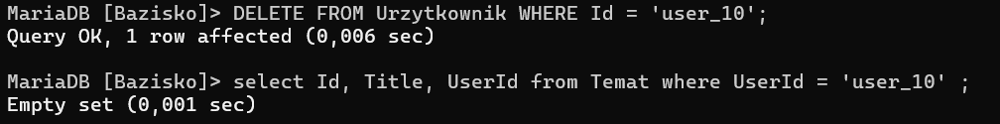 MariaDB [Bazisko]> DELETE FROM Urzytkownik WHERE Id = 'user_10';
Query OK, 1 row affected (0,006 sec)
MariaDB [Bazisko]> select Id, Title, UserId from Temat where UserId = 'user_10' ;
Empty set (0,001 sec)